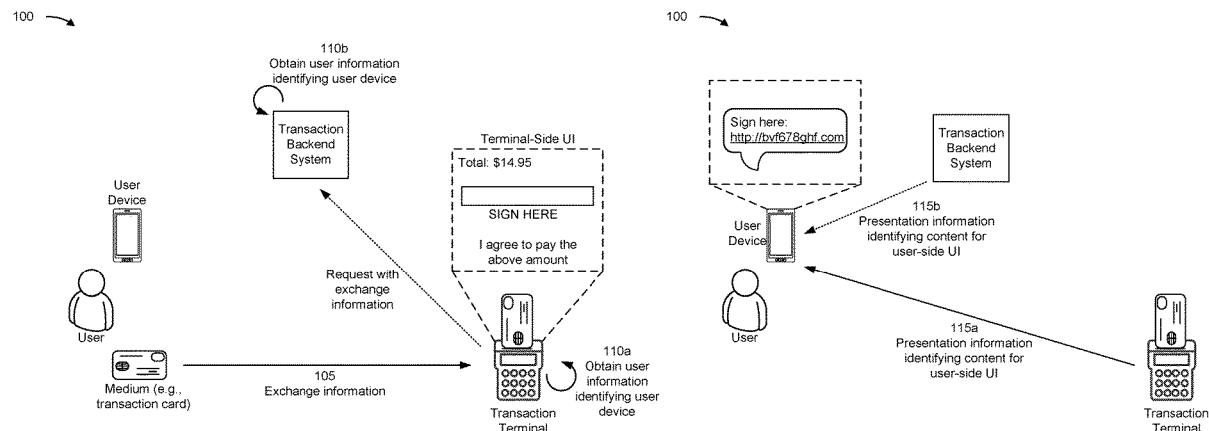 100
110b
Obtain user information
identifying user device
Transaction
Backend
System
Terminal-Side UI
Total: $14.95
SIGN HERE
I agree to pay the
above amount
User
Device
Request with
exchange
information
User
Medium (e.g.,
transaction card)
105
Exchange information
110a
Obtain user
information
identifying user
device
Transaction
Terminal
100
Sign here:
http://bvf678ghf.com
Transaction
Backend
System
User
Device
115b
Presentation information
identifying content for
user-side UI
User
115a
Presentation information
identifying content for
user-side UI
Transaction
Terminal